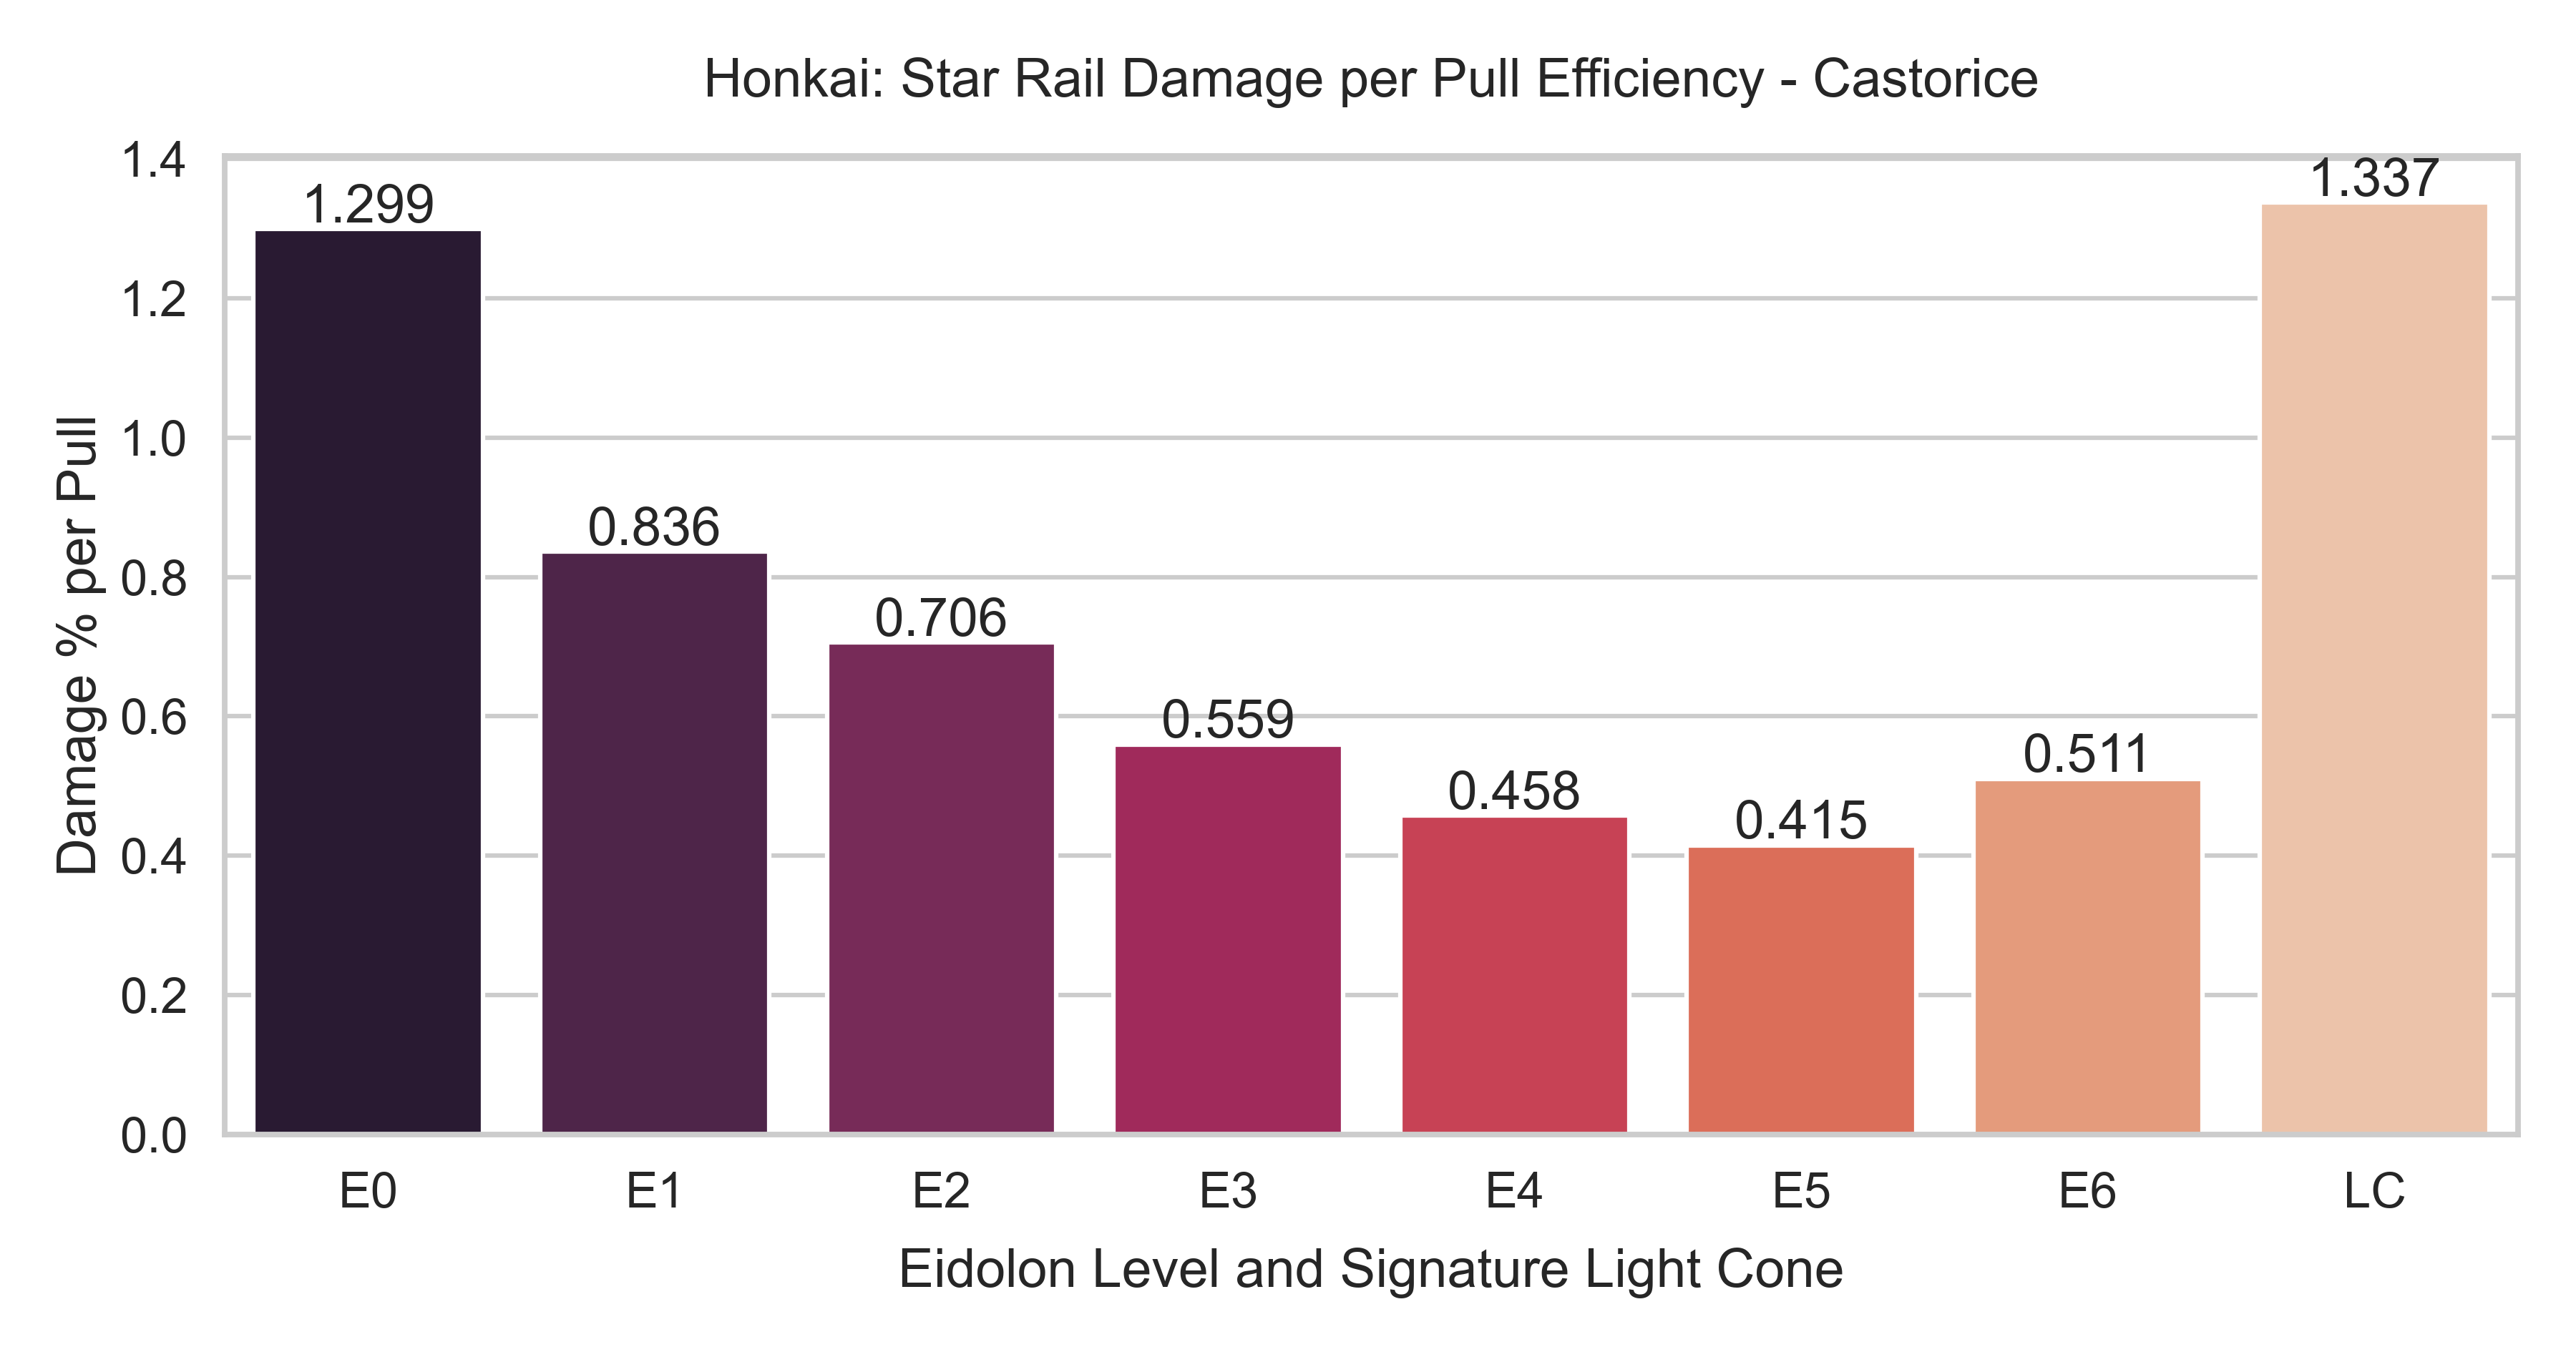 Honkai: Star Rail Damage per Pull Efficiency - Castorice
Damage % per Pull
1.4
1.2
1.0
0.8
0.6
0.4
0.2
0.0
1.299
0.836
0.706
0.559
0.458
0.415
0.511
1.337
E0
E1
E2
E3
E4
E5
E6
LC
Eidolon Level and Signature Light Cone